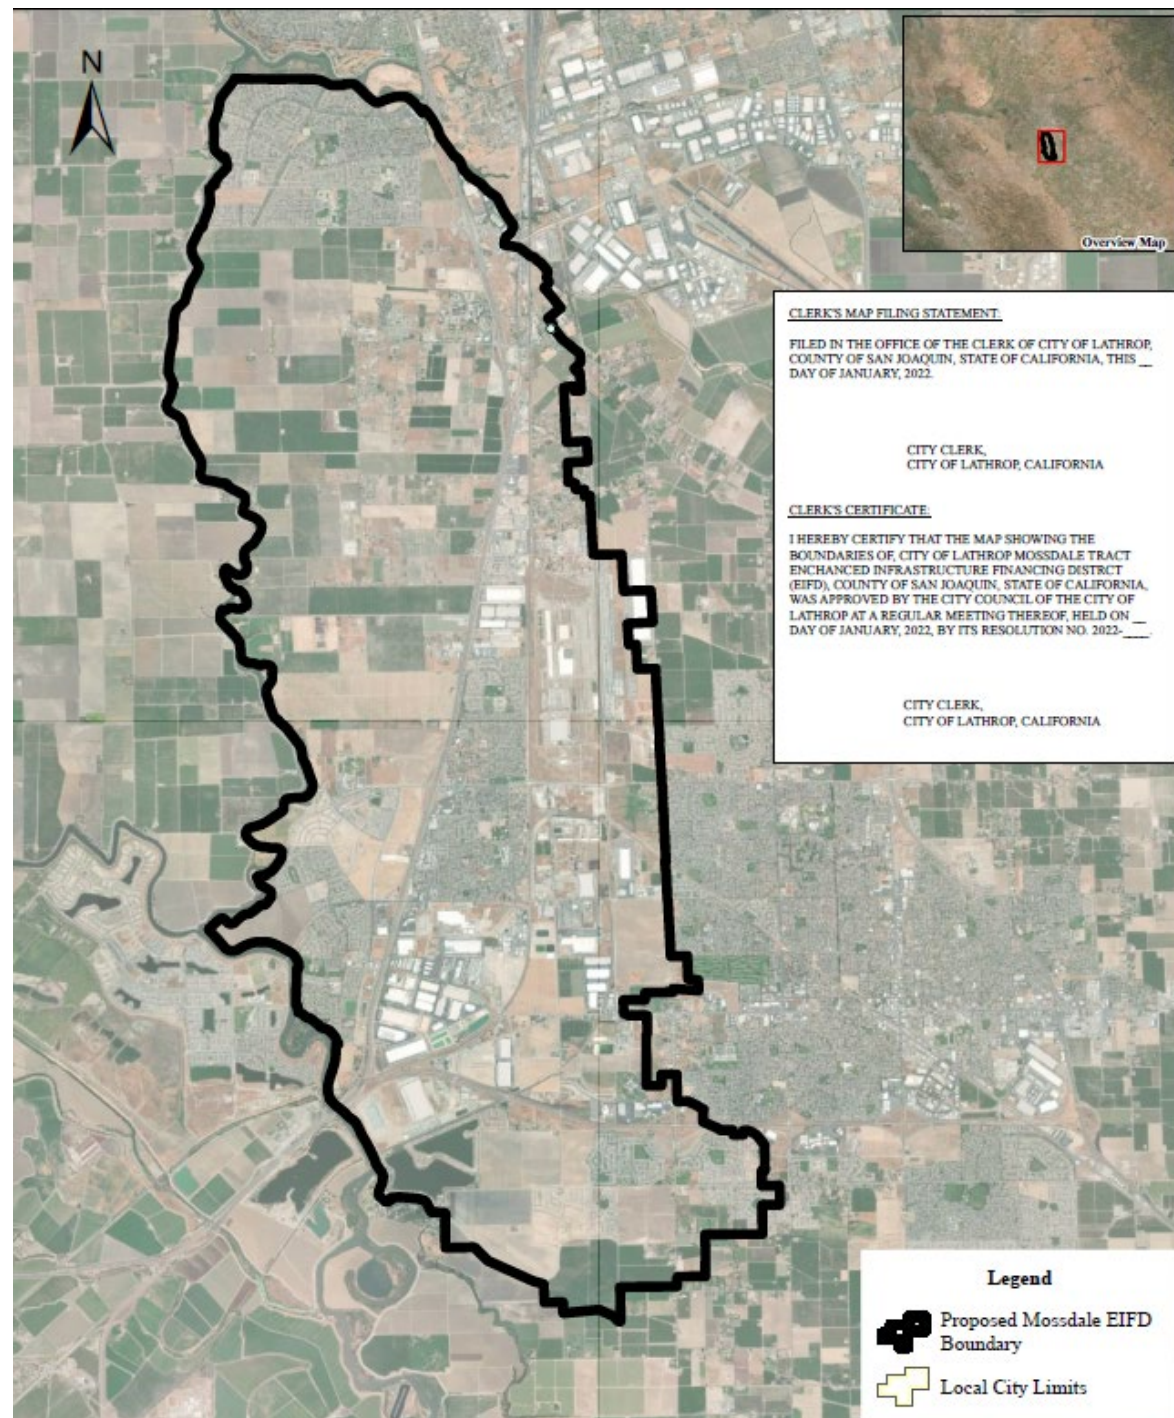 N
Overview Map
CLERK'S MAP FILING STATEMENT:
FILED IN THE OFFICE OF THE CLERK OF CITY OF LATHROP,
COUNTY OF SAN JOAQUIN, STATE OF CALIFORNIA, THIS __
DAY OF JANUARY, 2022.
CITY CLERK,
CITY OF LATHROP, CALIFORNIA
CLERK'S CERTIFICATE:
I HEREBY CERTIFY THAT THE MAP SHOWING THE
BOUNDARIES OF, CITY OF LATHROP MOSSDALE TRACT
ENCHANCED INFRASTRUCTURE FINANCING DISTRCT
(EIFD), COUNTY OF SAN JOAQUIN, STATE OF CALIFORNIA,
WAS APPROVED BY THE CITY COUNCIL OF THE CITY OF
LATHROP AT A REGULAR MEETING THEREOF, HELD ON __
DAY OF JANUARY, 2022, BY ITS RESOLUTION NO. 2022-____.
CITY CLERK,
CITY OF LATHROP, CALIFORNIA
Legend
Proposed Mossdale EIFD
Boundary
Local City Limits